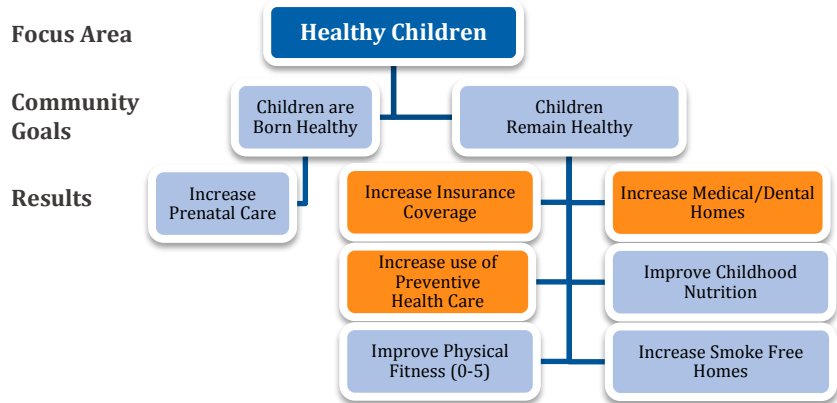 Focus Area
Healthy Children
Community
Goals
Children are
Born Healthy
Children
Remain Healthy
Results
Increase
Prenatal Care
Increase Insurance
Coverage
Increase Medical/Dental
Homes
Increase use of
Preventive
Health Care
Improve Childhood
Nutrition
Improve Physical
Fitness (0-5)
Increase Smoke Free
Homes